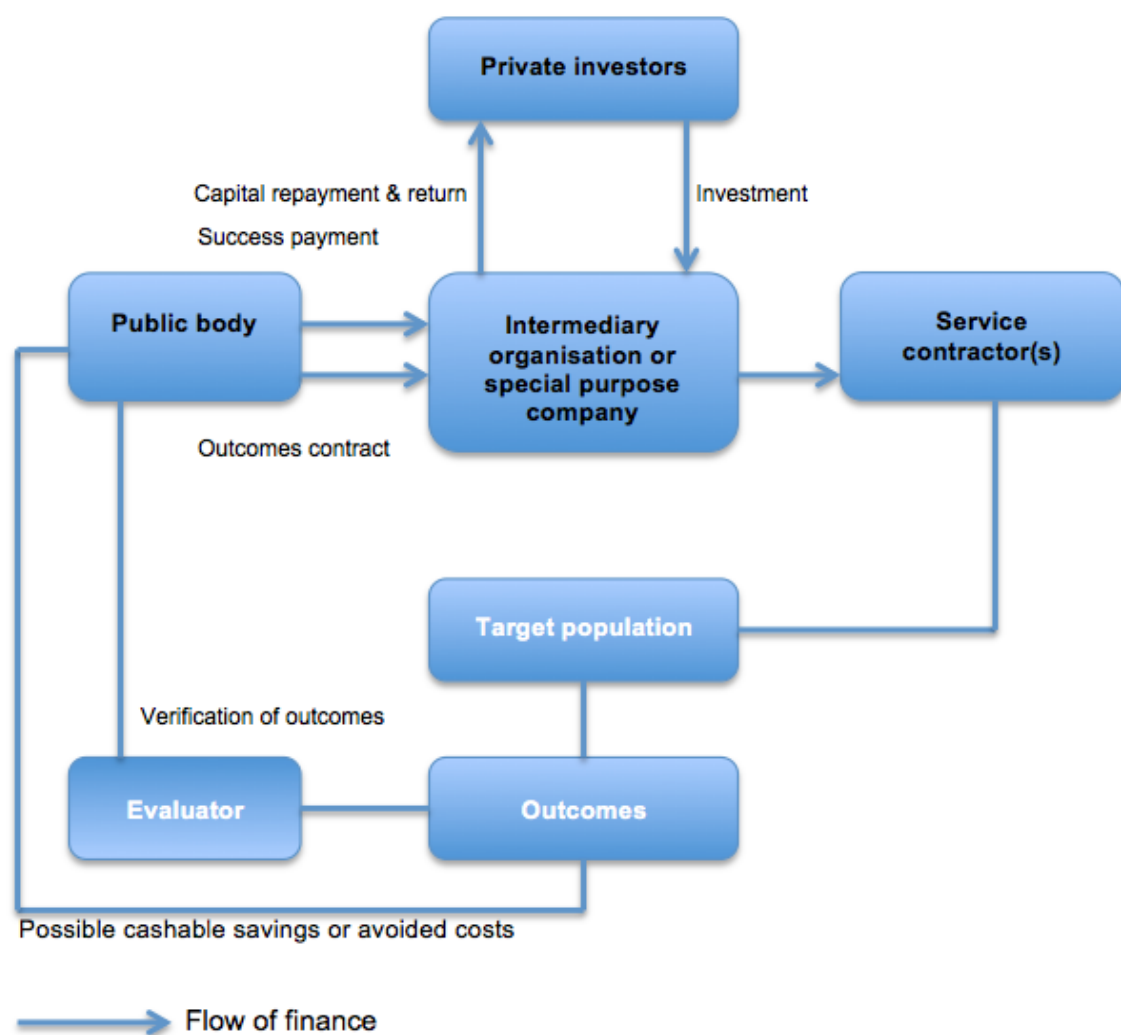 Private investors
Capital repayment & return
Investment
Success payment
Public body
Intermediary
organisation or
special purpose
company
Service
contractor(s)
Outcomes contract
Target population
Verification of outcomes
Evaluator
Outcomes
Possible cashable savings or avoided costs
Flow of finance